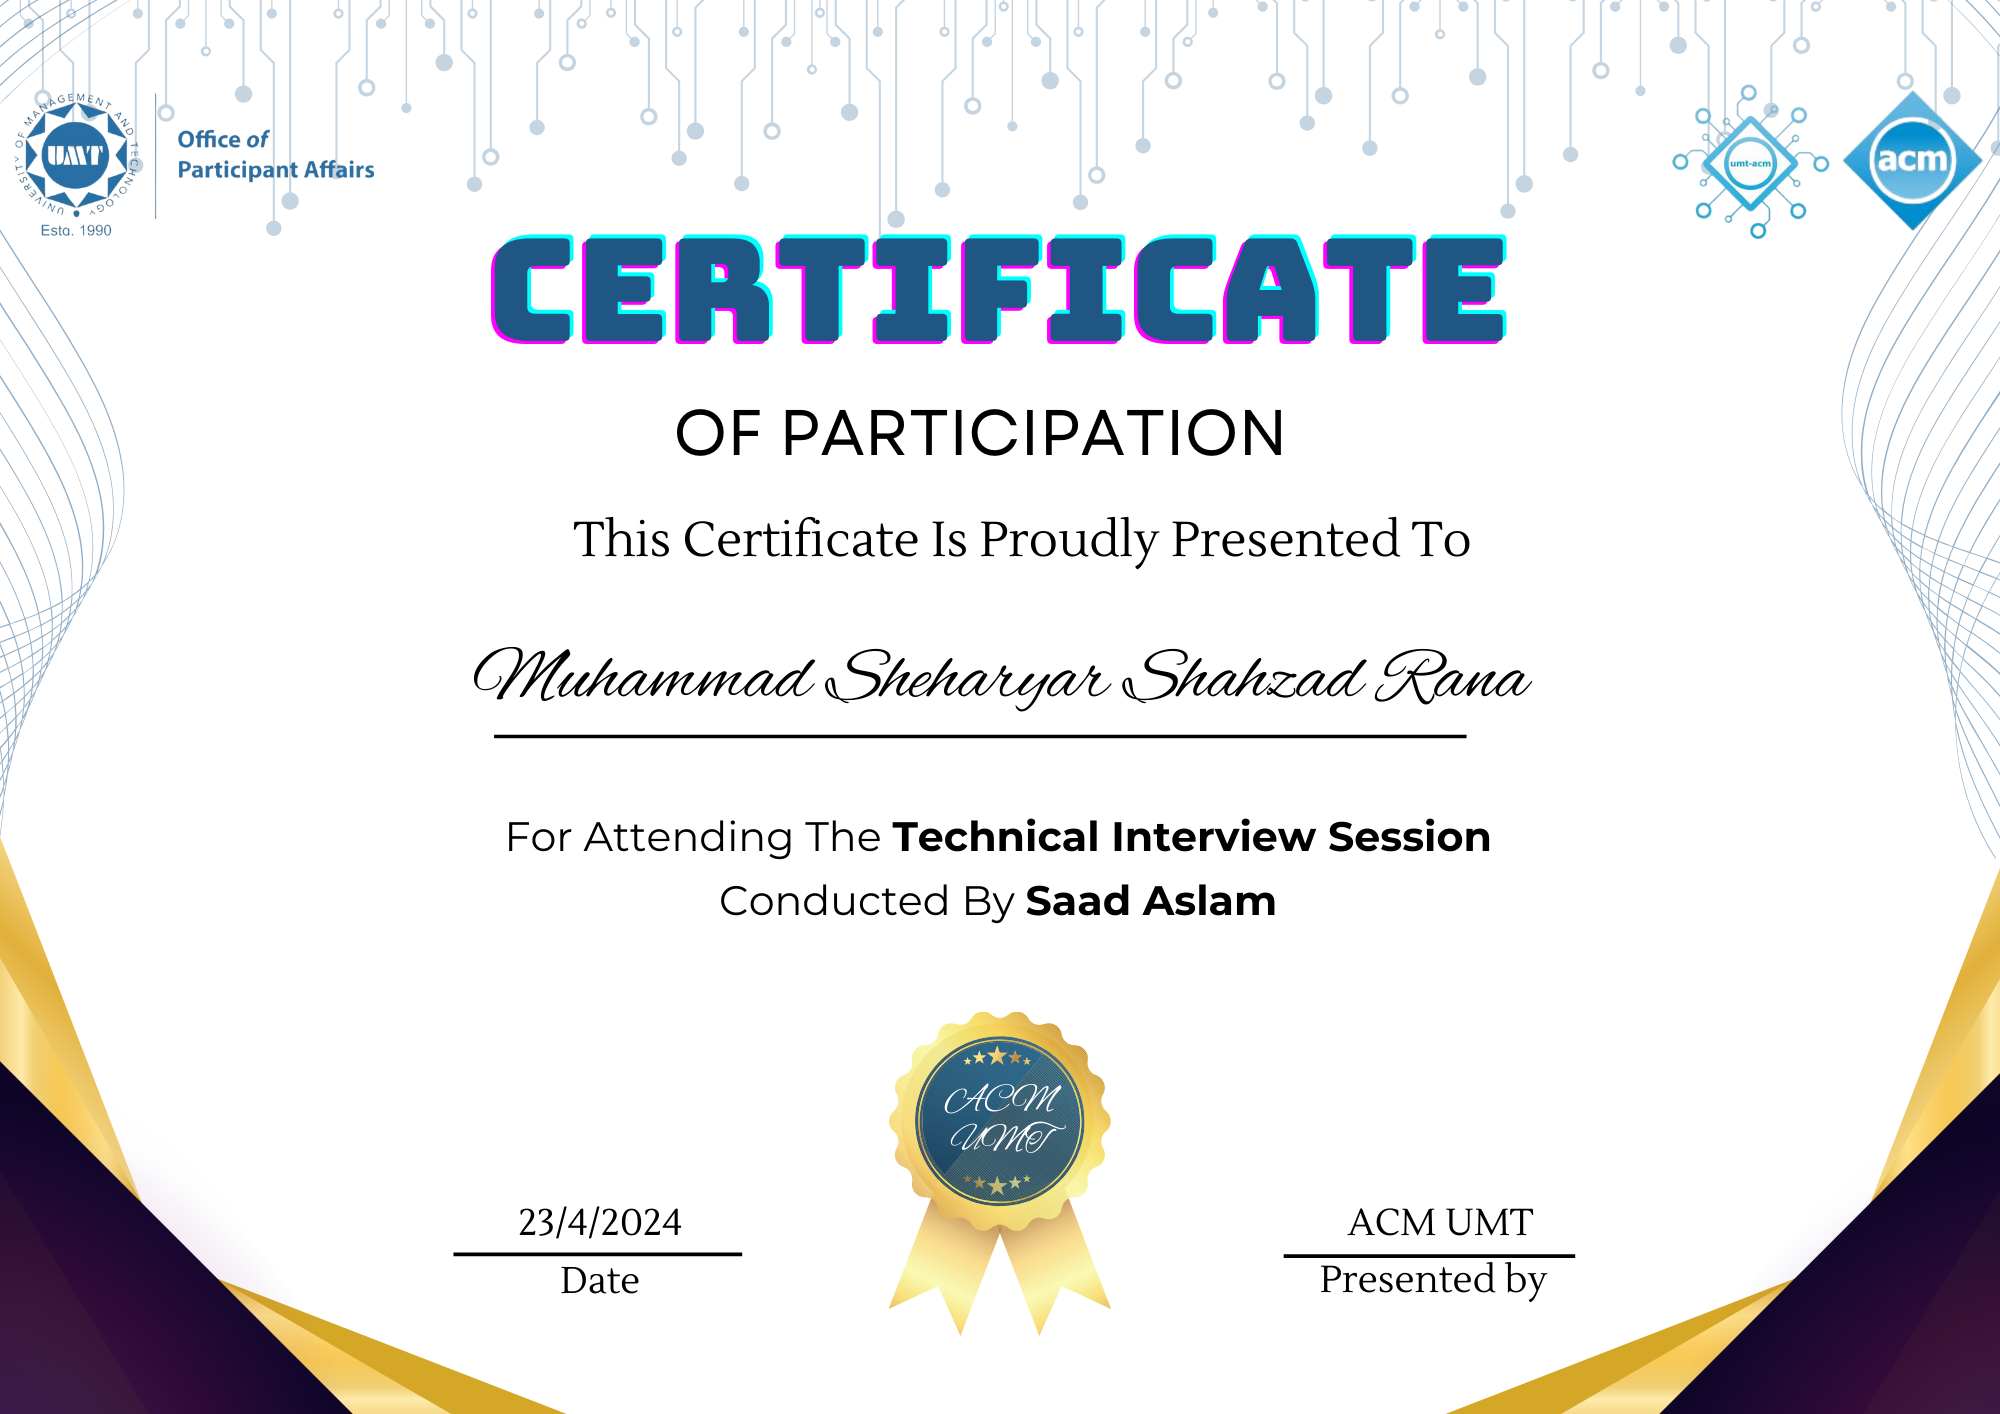 UNIVERSITY OF MANAGEMENT AND TECHNOLOGY
UMT
Estd. 1990
Office of
Participant Affairs
umt-acm
acm
CERTIFICATE
OF PARTICIPATION
This Certificate Is Proudly Presented To
Muhammad Sheharyar Shahzad Rana
For Attending The Technical Interview Session
Conducted By Saad Aslam
ACM
UMT
23/4/2024
Date
ACM UMT
Presented by